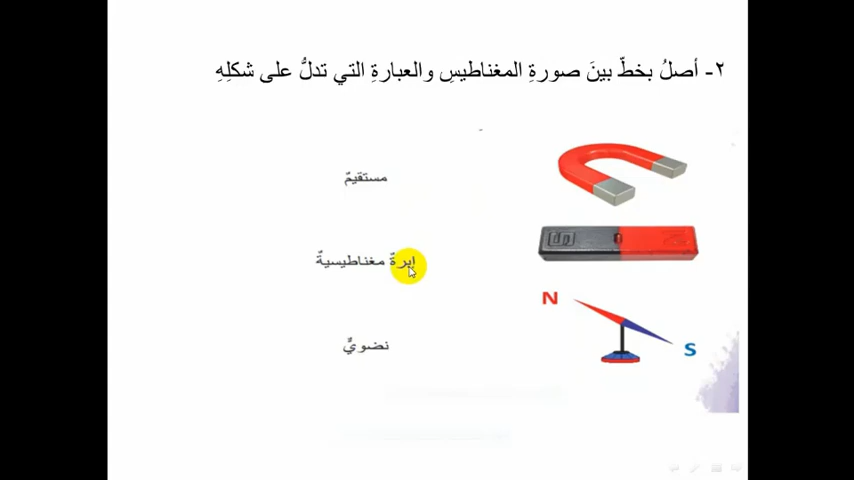 ٢- أصلُ بخطّ بينَ صورةِ المغناطيسِ والعبارةِ التي تدلُّ على شكلِهِ
مستقيمٌ
إبرةٌ مغناطيسيةٌ
نضويٌّ
N
S